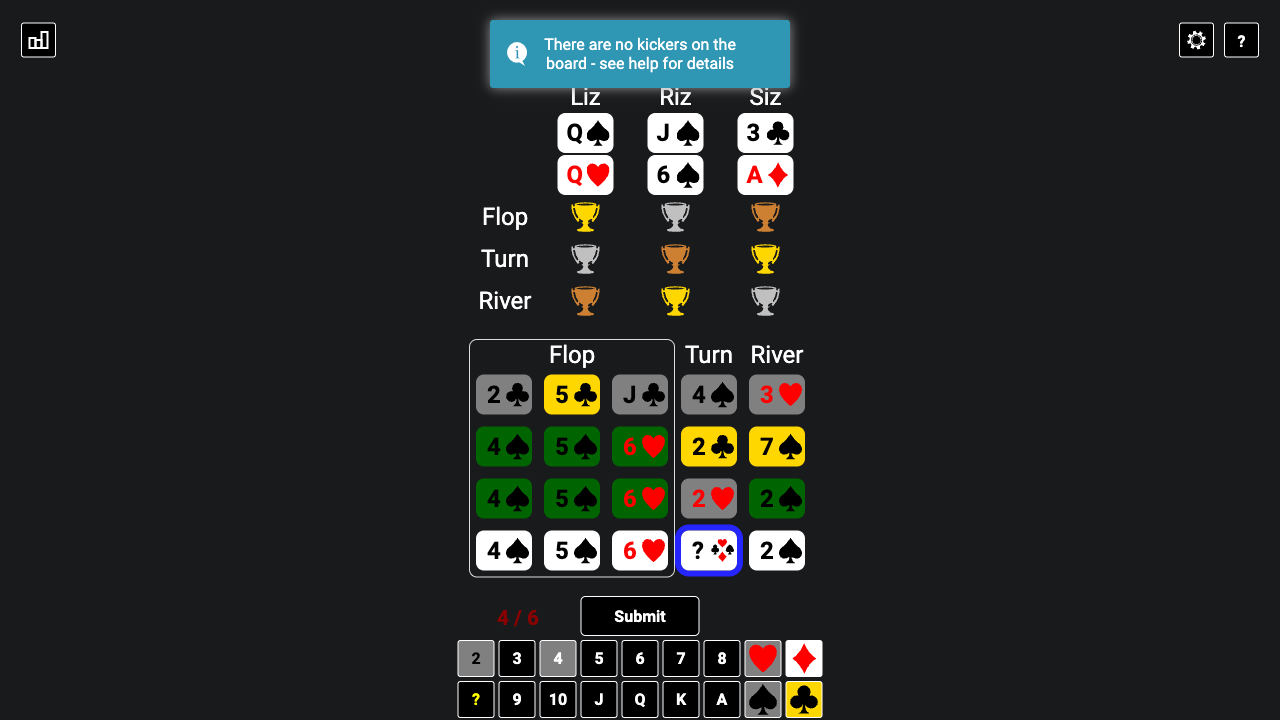 There are no kickers on the
board - see help for details
?
Liz Riz Siz
Q J 3
Q 6 A
Flop
Turn
River
Flop Turn River
2 5 J 4 3
4 5 6 2 7
4 5 6 2 2
4 5 6 ? 2
4 / 6 Submit
2 3 4 5 6 7 8
? 9 10 J Q K A